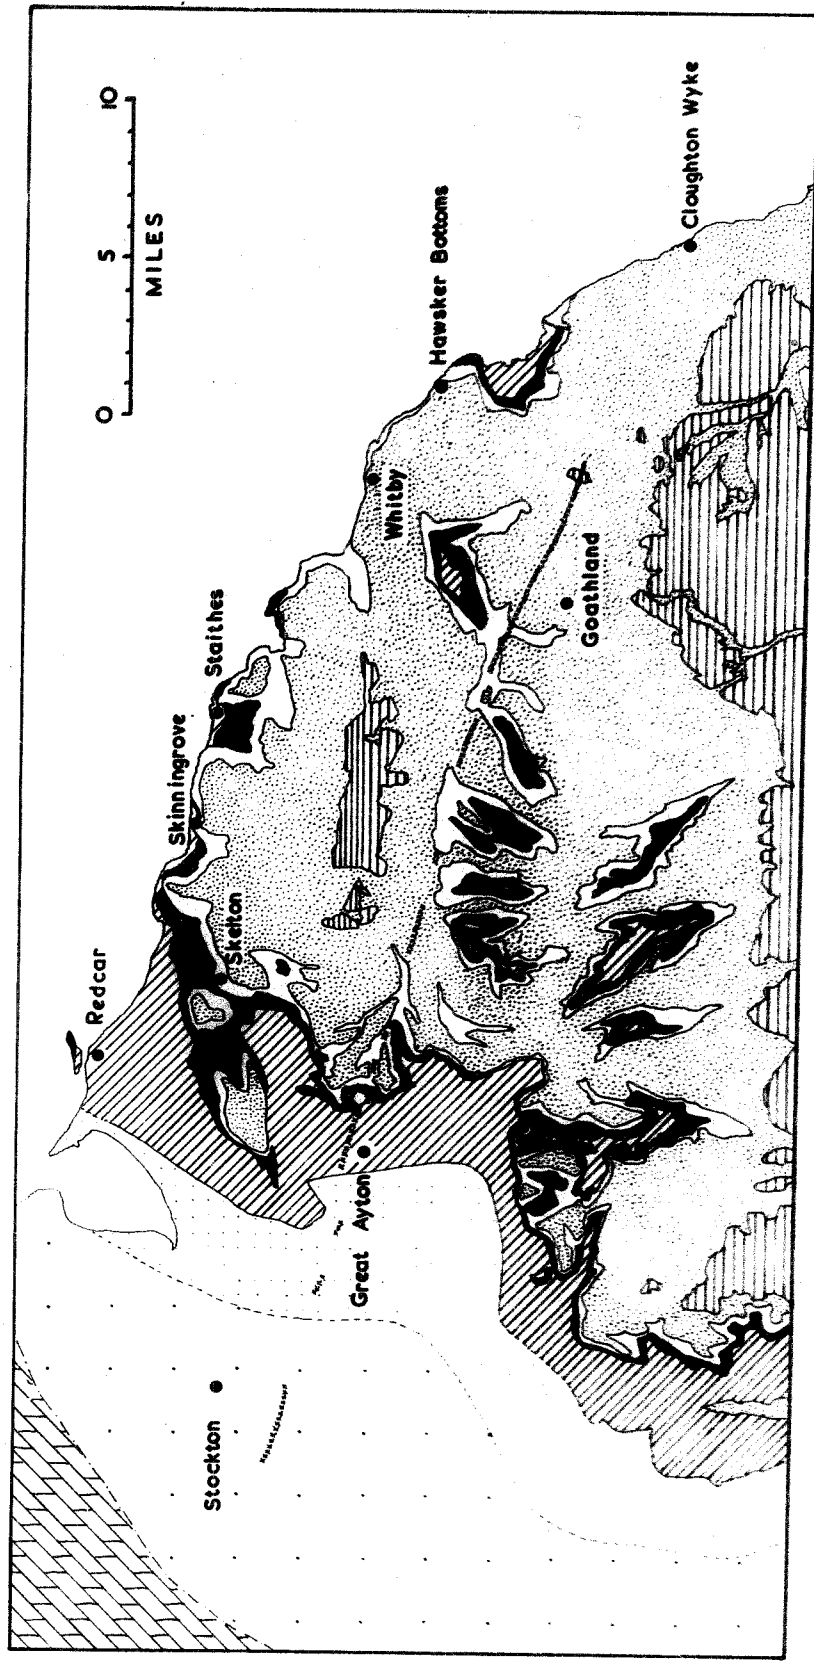 Redcar
Skinningrove
Staithes
0 5 10
MILES
Skelton
Stockton
Whitby
Hawsker Bottoms
Great Ayton
Goathland
Cloughton Wyke